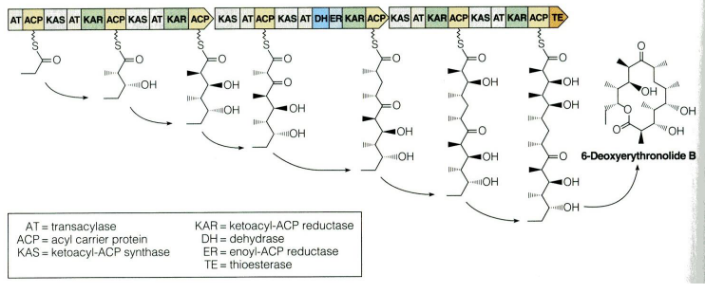 AT ACP KAS AT KAR ACP KAS AT KAR ACP KAS AT ACP KAS AT DH ER KAR ACP KAS AT KAR ACP KAS AT KAR ACP TE
S S S S S S S
O O O O O O O O
OH OH O OH OH
OH OH OH O OH O
OH OH O OH
OH OH OH
OH
O
OH
O
OH
O OH
6-Deoxyerythronolide B
AT = transacylase
ACP = acyl carrier protein
KAS = ketoacyl-ACP synthase
KAR = ketoacyl-ACP reductase
DH = dehydrase
ER = enoyl-ACP reductase
TE = thioesterase